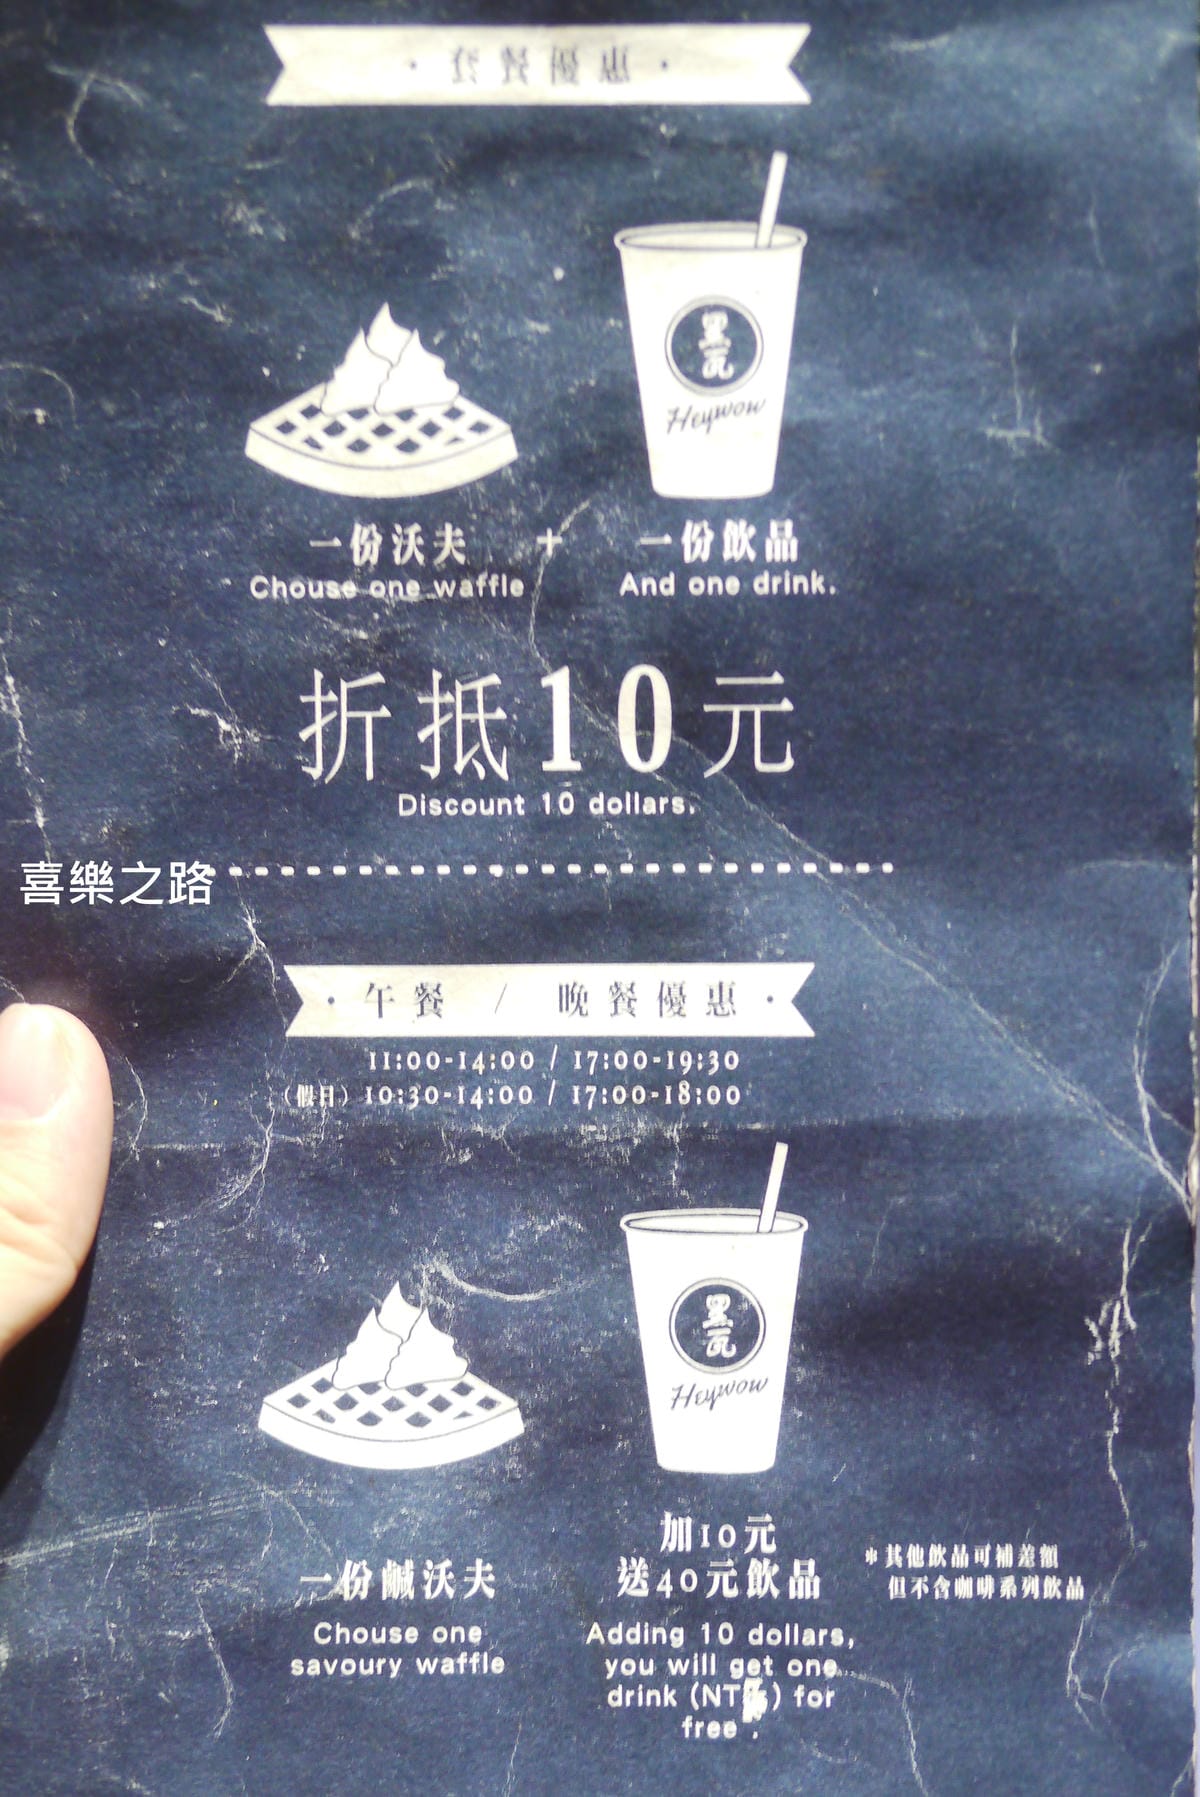 · 套餐優惠 ·
黑瓦
Heywow
一份沃夫 + 一份飲品
Chouse one waffle And one drink.
折抵10元
Discount 10 dollars.
喜樂之路
· 午餐 / 晚餐優惠 ·
11:00-14:00 / 17:00-19:30
(假日) 10:30-14:00 / 17:00-18:00
黑瓦
Heywow
一份鹹沃夫
Chouse one
savoury waffle
加10元
送40元飲品
Adding 10 dollars,
you will get one
drink (NT ) for
free .
*其他飲品可補差額
但不含咖啡系列飲品